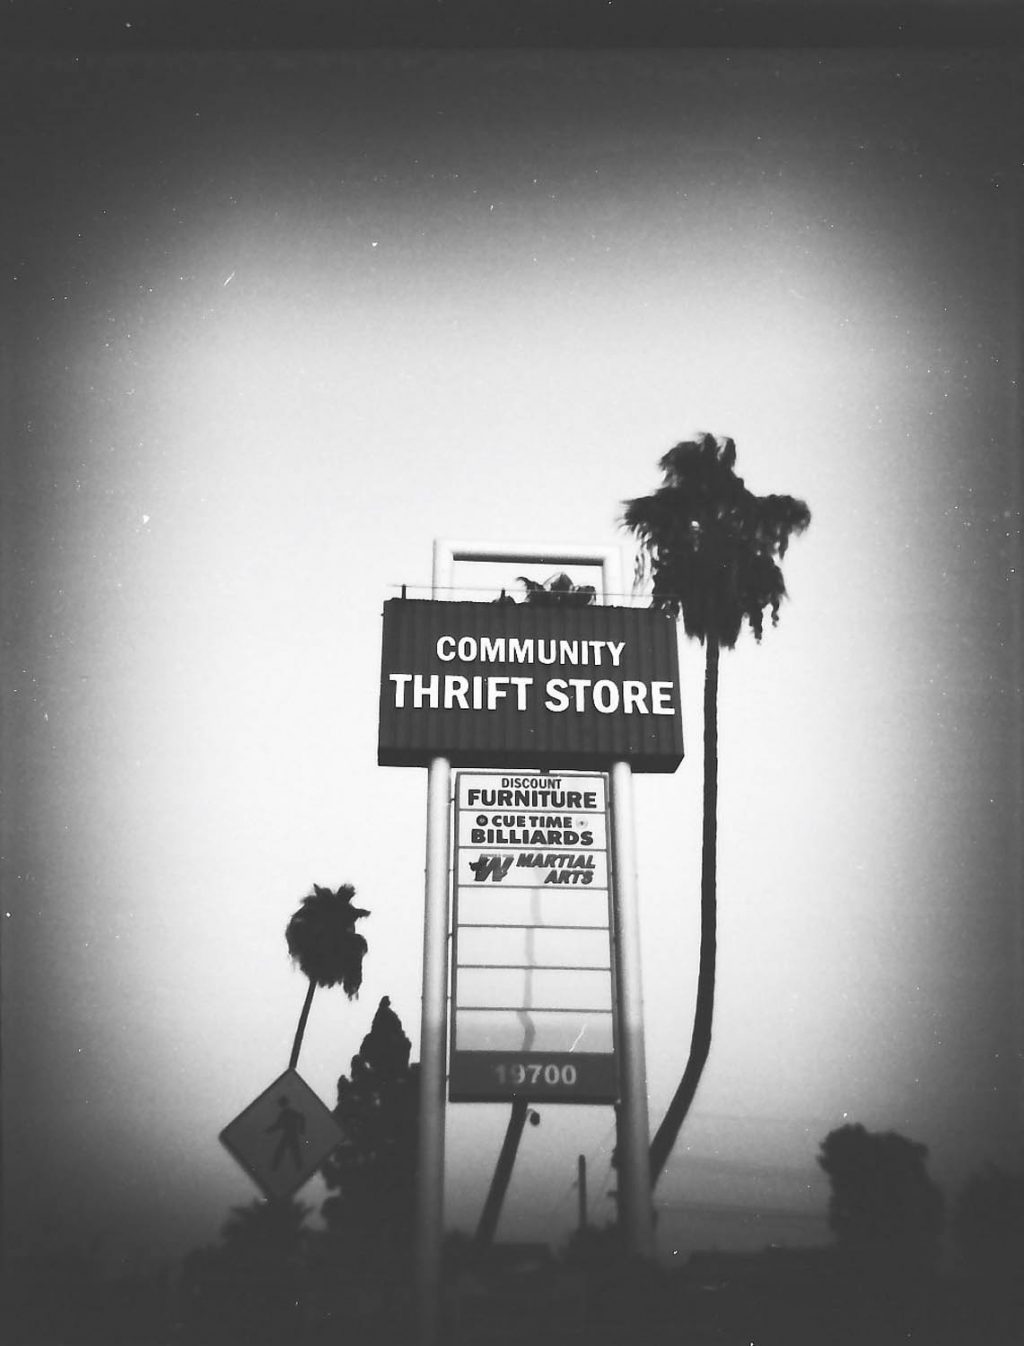 COMMUNITY
THRIFT STORE
DISCOUNT
FURNITURE
CUE TIME
BILLIARDS
W MARTIAL
ARTS
19700